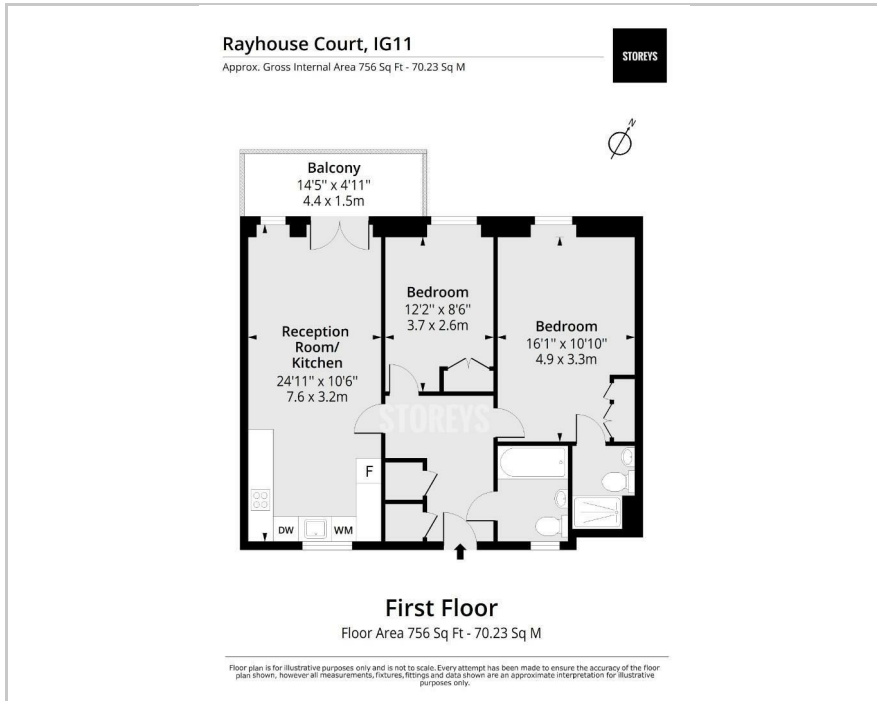 Rayhouse Court, IG11
Approx. Gross Internal Area 756 Sq Ft - 70.23 Sq M
STOREYS
N
Balcony
14'5" x 4'11"
4.4 x 1.5m
Bedroom
12'2" x 8'6"
3.7 x 2.6m
Bedroom
16'1" x 10'10"
4.9 x 3.3m
Reception
Room/
Kitchen
24'11" x 10'6"
7.6 x 3.2m
STOREYS
F
DW
WM
First Floor
Floor Area 756 Sq Ft - 70.23 Sq M
Floor plan is for illustrative purposes only and is not to scale. Every attempt has been made to ensure the accuracy of the floor
plan shown, however all measurements, fixtures, fittings and data shown are an approximate interpretation for illustrative
purposes only.